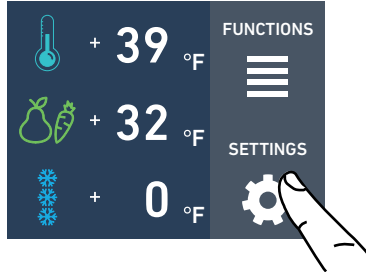 + 39 °F
FUNCTIONS
+ 32 °F
SETTINGS
+ 0 °F